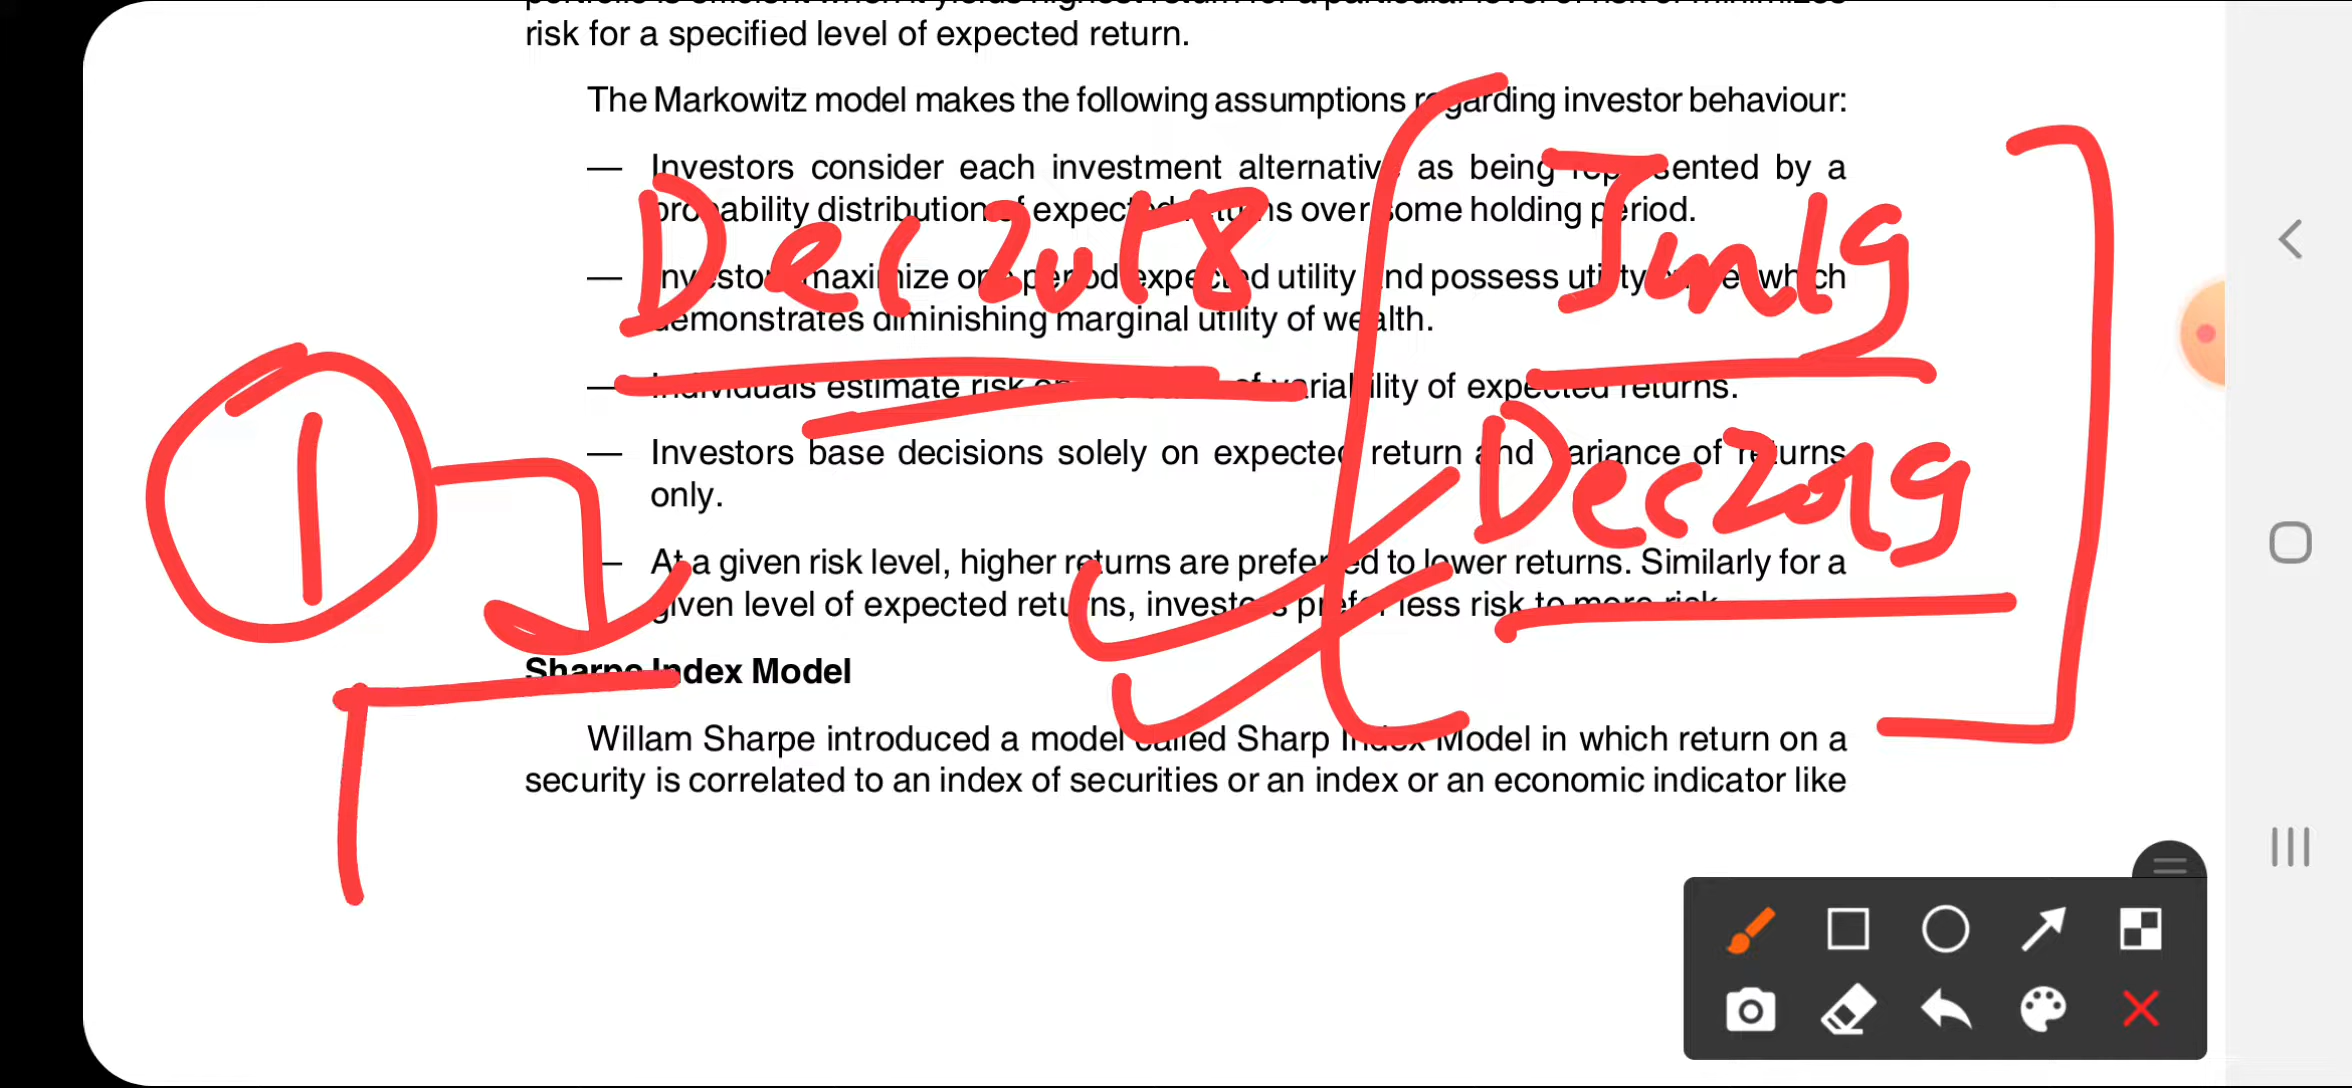 risk for a specified level of expected return.
The Markowitz model makes the following assumptions regarding investor behaviour:
— Investors consider each investment alternative as being represented by a
probability distribution of expected returns over some holding period.
— Investors maximize one period expected utility and possess utility which
demonstrates diminishing marginal utility of wealth.
— Individuals estimate risk on of variability of expected returns.
— Investors base decisions solely on expected return and variance of returns
only.
— At a given risk level, higher returns are preferred to lower returns. Similarly for a
given level of expected returns, investors prefer less risk to more risk
Sharpe Index Model
Willam Sharpe introduced a model called Sharp Index Model in which return on a
security is correlated to an index of securities or an index or an economic indicator like
Dec 2018
Dec 2019
1